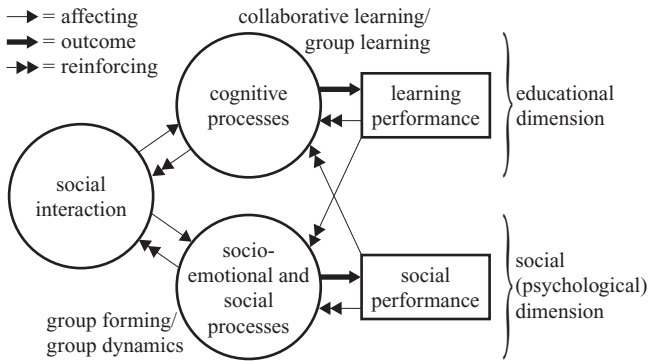 = affecting
= outcome
= reinforcing
collaborative learning/
group learning
cognitive
processes
learning
performance
educational
dimension
social
interaction
socio-
emotional and
social
processes
social
performance
social
(psychological)
dimension
group forming/
group dynamics